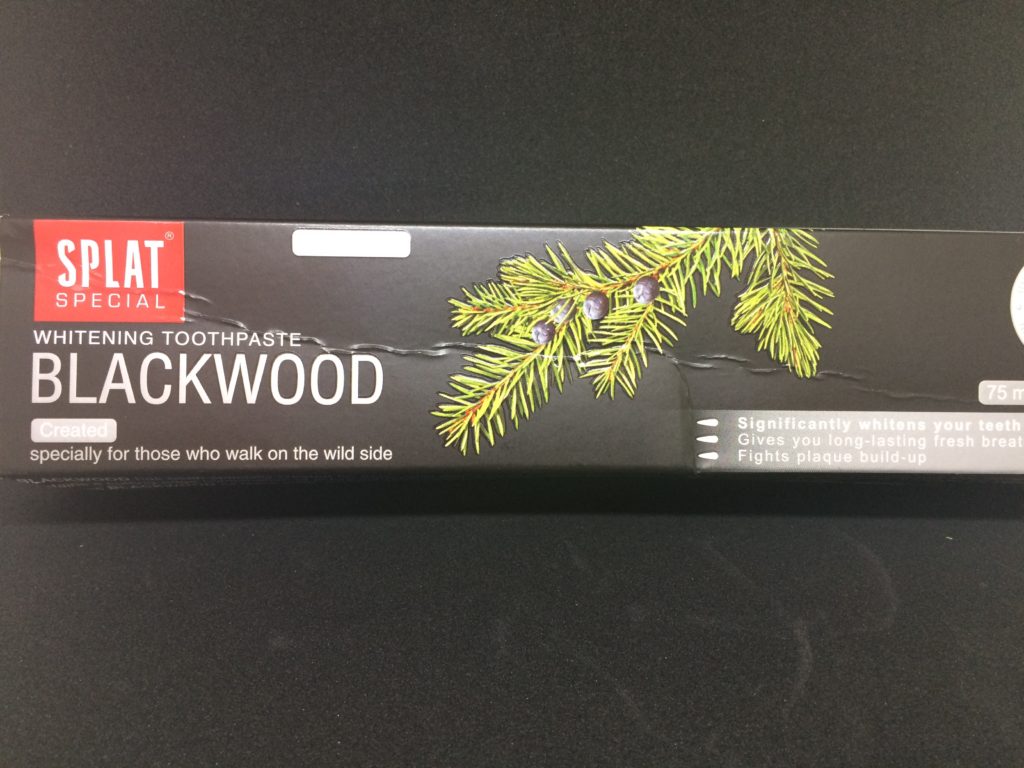 SPLAT®
SPECIAL
WHITENING TOOTHPASTE
BLACKWOOD
Created
specially for those who walk on the wild side
75 m
Significantly whitens your teeth
Gives you long-lasting fresh breat
Fights plaque build-up
BLACKWOOD